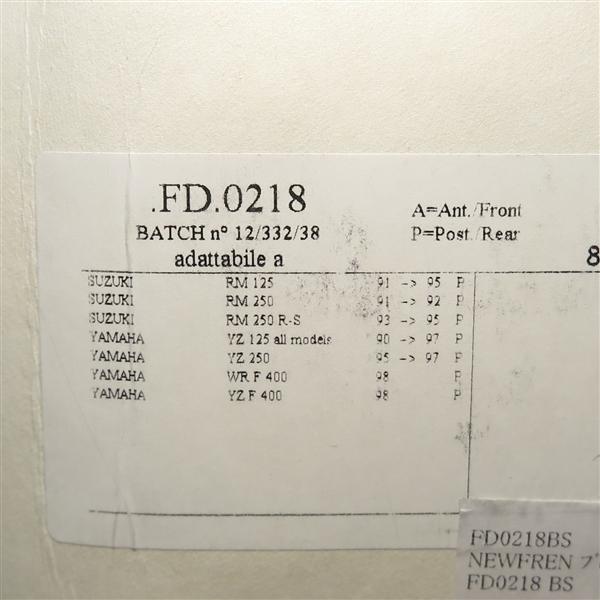 .FD.0218
A=Ant./Front
BATCH n° 12/332/38
P=Post./Rear
adattabile a
8
SUZUKI RM 125 91 -> 95 P
SUZUKI RM 250 91 -> 92 P
SUZUKI RM 250 R-S 93 -> 95 P
YAMAHA YZ 125 all models 90 -> 97 P
YAMAHA YZ 250 95 -> 97 P
YAMAHA WR F 400 98 P
YAMAHA YZ F 400 98 P
FD0218BS
NEWFREN ブ
FD0218 BS